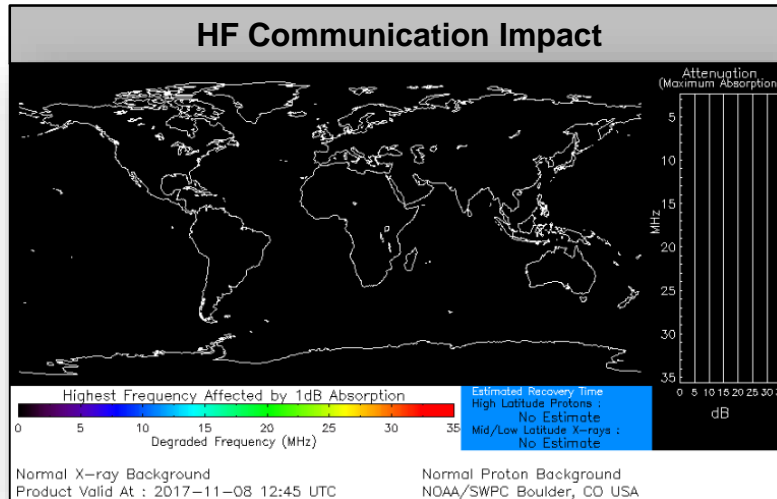 HF Communication Impact
Attenuation
(Maximum Absorption)
5
10
15
20
25
30
35
MHz
0 5 10 15 20 25 30
dB
Highest Frequency Affected by 1dB Absorption
0 5 10 15 20 25 30 35
Degraded Frequency (MHz)
Estimated Recovery Time
High Latitude Protons :
No Estimate
Mid/Low Latitude X-rays :
No Estimate
Normal X-ray Background
Product Valid At : 2017-11-08 12:45 UTC
Normal Proton Background
NOAA/SWPC Boulder, CO USA